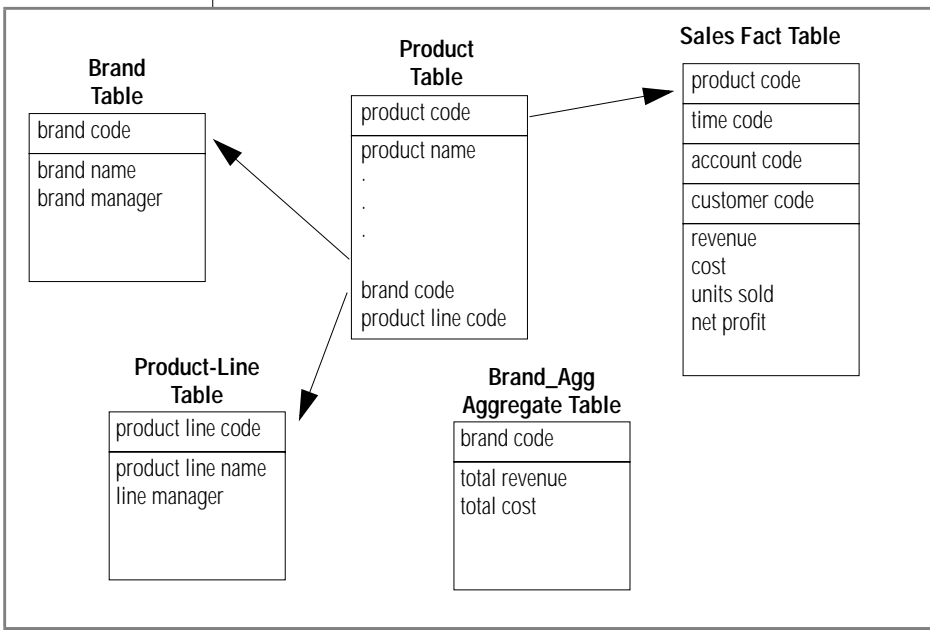 Brand
Table
brand code
brand name
brand manager
Product
Table
product code
product name
.
.
.
brand code
product line code
Sales Fact Table
product code
time code
account code
customer code
revenue
cost
units sold
net profit
Product-Line
Table
product line code
product line name
line manager
Brand_Agg
Aggregate Table
brand code
total revenue
total cost